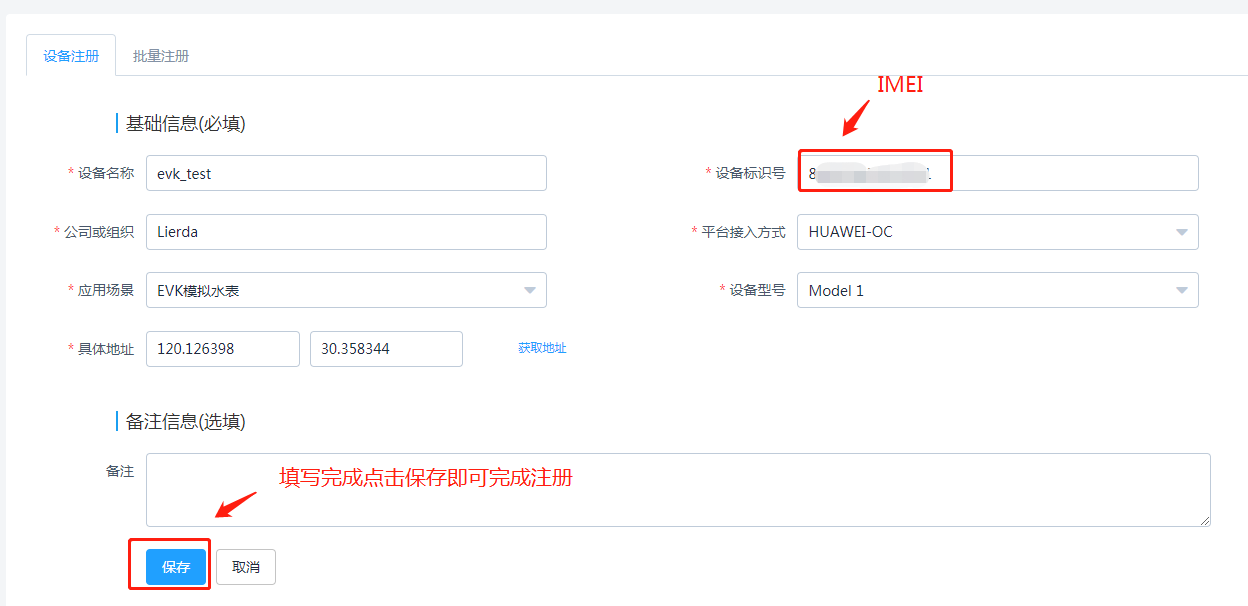 设备注册 批量注册
IMEI
基础信息(必填)
* 设备名称 evk_test * 设备标识号 8
* 公司或组织 Lierda * 平台接入方式 HUAWEI-OC
* 应用场景 EVK模拟水表 * 设备型号 Model 1
* 具体地址 120.126398 30.358344 获取地址
备注信息(选填)
备注
填写完成点击保存即可完成注册
保存 取消